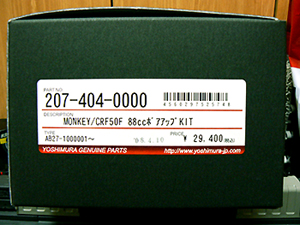 PART NO
207-404-0000
DESCRIPTION
MONKEY/CRF50F 88ccﾎﾞｱｱｯﾌﾟKIT
TYPE
AB27-1000001～
PRICE
¥ 29,400
YOSHIMURA GENUINE PARTS
www.yoshimura-jp.com